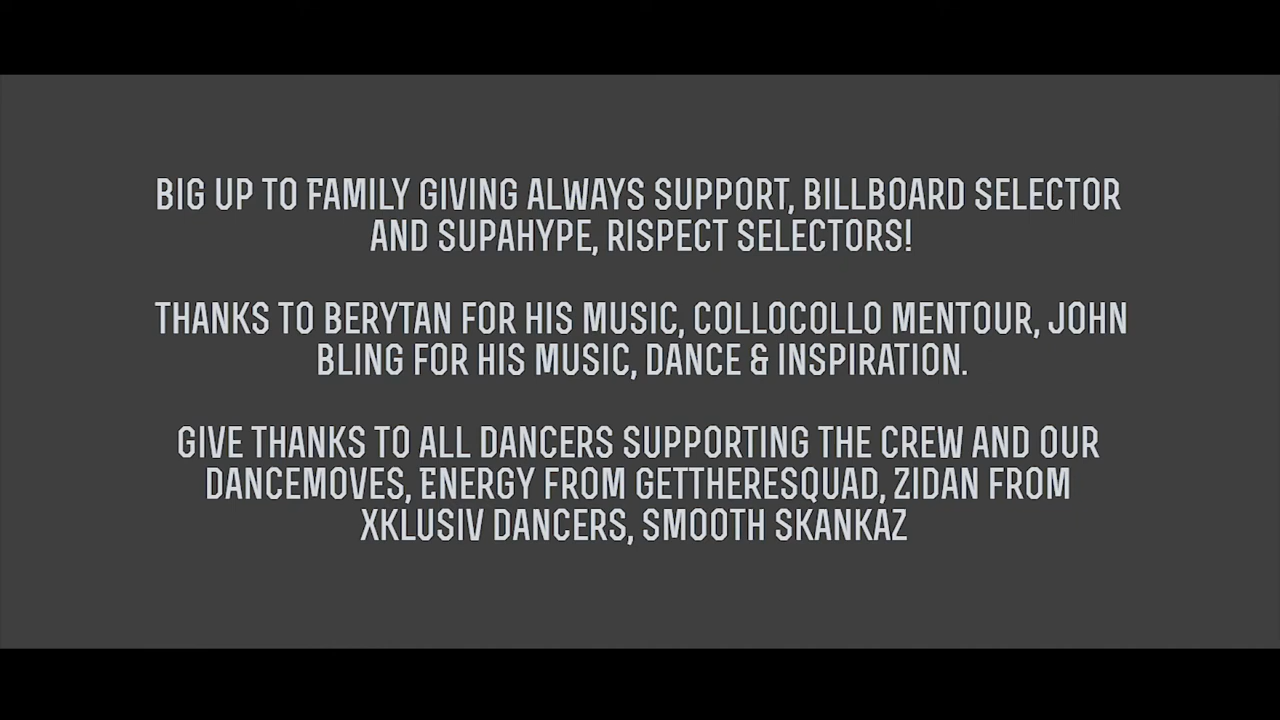 BIG UP TO FAMILY GIVING ALWAYS SUPPORT, BILLBOARD SELECTOR
AND SUPAHYPE, RISPECT SELECTORS!
THANKS TO BERYTAN FOR HIS MUSIC, COLLOCOLLO MENTOUR, JOHN
BLING FOR HIS MUSIC, DANCE & INSPIRATION.
GIVE THANKS TO ALL DANCERS SUPPORTING THE CREW AND OUR
DANCEMOVES, ENERGY FROM GETTHERESQUAD, ZIDAN FROM
XKLUSIV DANCERS, SMOOTH SKANKAZ